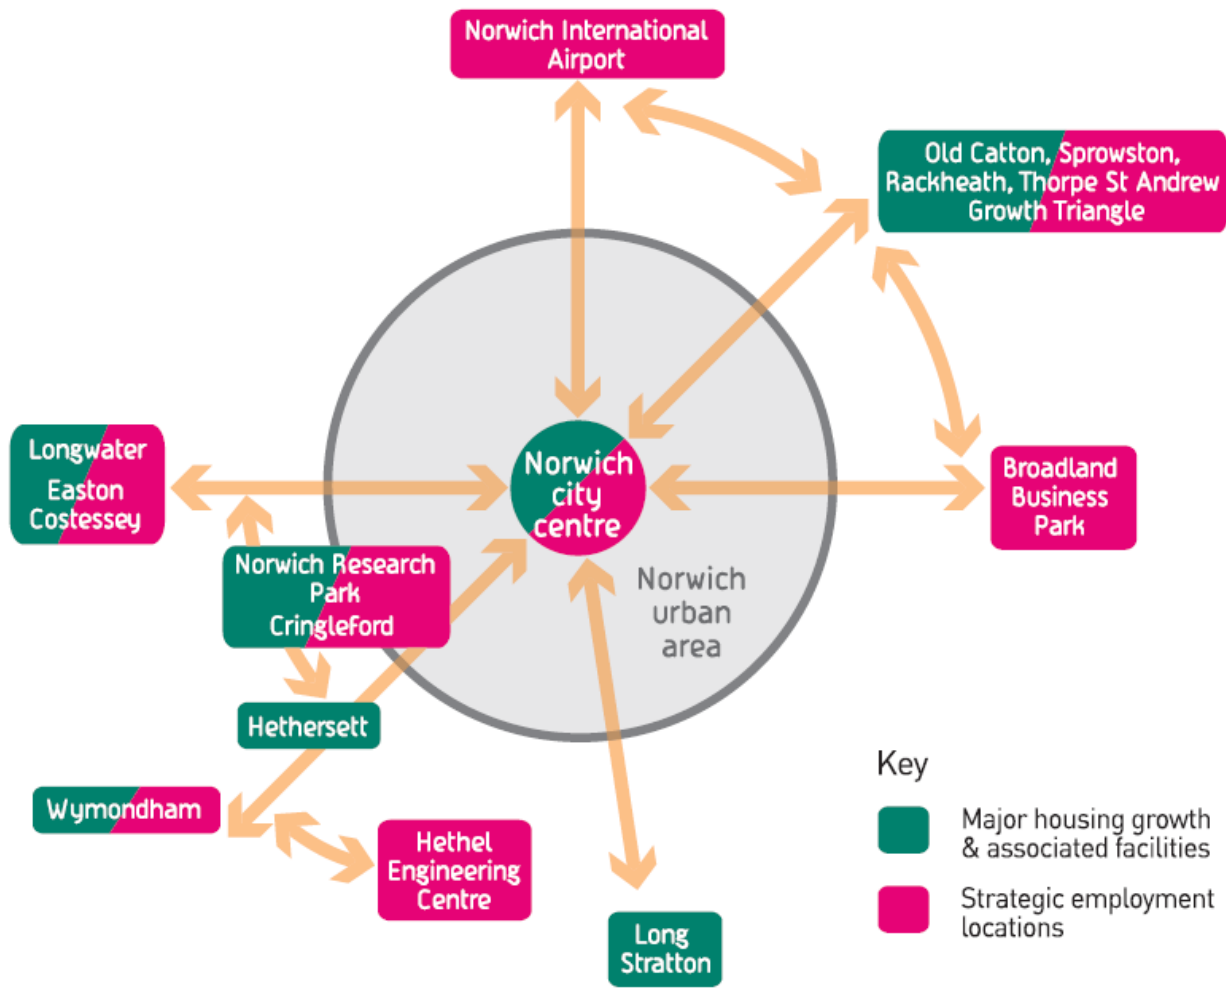 Norwich International
Airport
Old Catton, Sprowston,
Rackheath, Thorpe St Andrew
Growth Triangle
Longwater
Easton
Costessey
Norwich
city
centre
Broadland
Business
Park
Norwich Research
Park
Cringleford
Norwich
urban
area
Hethersett
Wymondham
Hethel
Engineering
Centre
Long
Stratton
Key
Major housing growth
& associated facilities
Strategic employment
locations